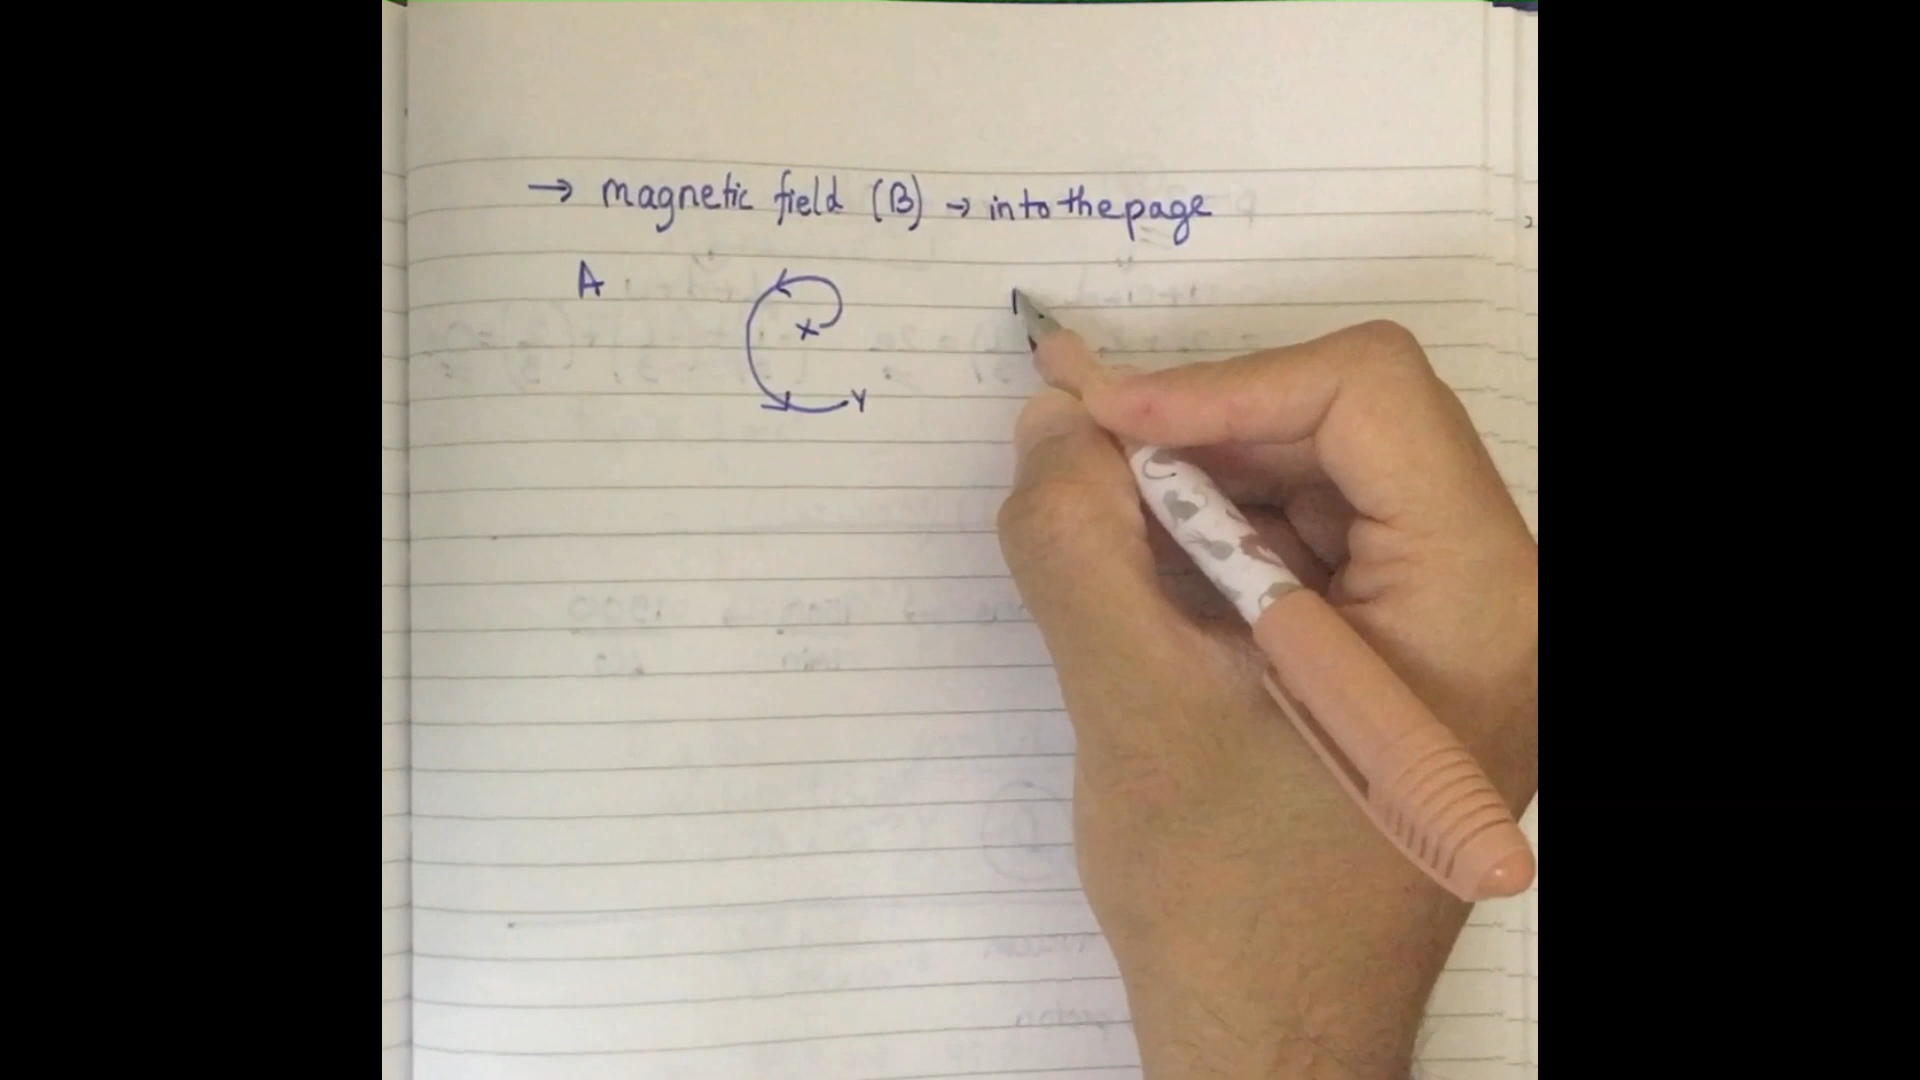 → magnetic field (B) → into the page
A
X
Y